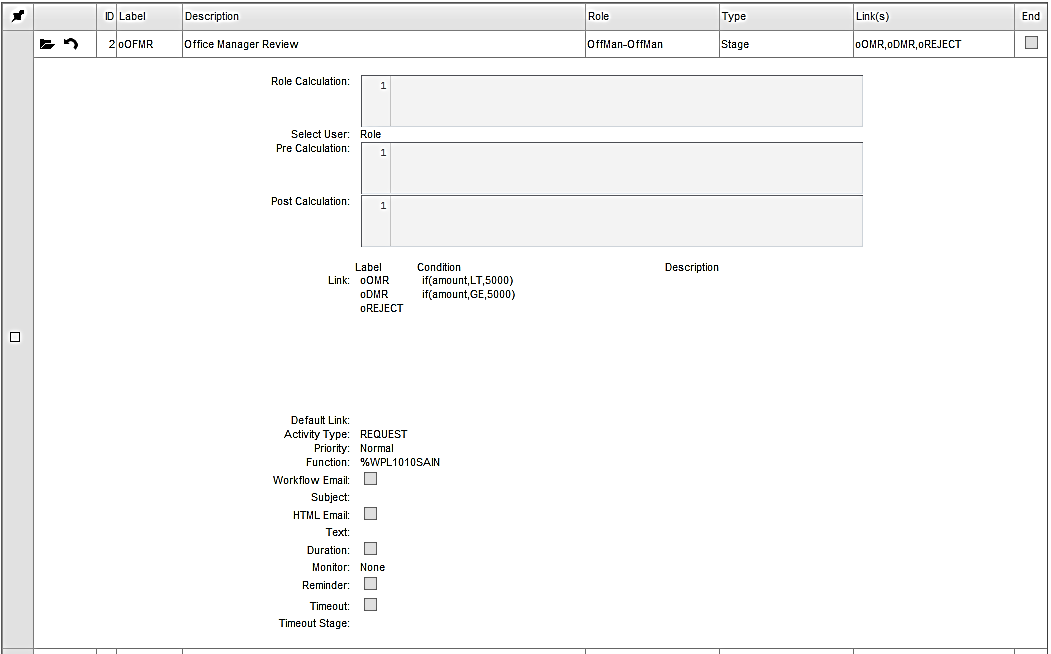 ID Label Description Role Type Link(s) End
2 oOFMR Office Manager Review OffMan-OffMan Stage oOMR,oDMR,oREJECT
Role Calculation: 1
Select User: Role
Pre Calculation: 1
Post Calculation: 1
Label Condition Description
Link: oOMR if(amount,LT,5000)
oDMR if(amount,GE,5000)
oREJECT
Default Link:
Activity Type: REQUEST
Priority: Normal
Function: %WPL1010SAIN
Workflow Email:
Subject:
HTML Email:
Text:
Duration:
Monitor: None
Reminder:
Timeout:
Timeout Stage: